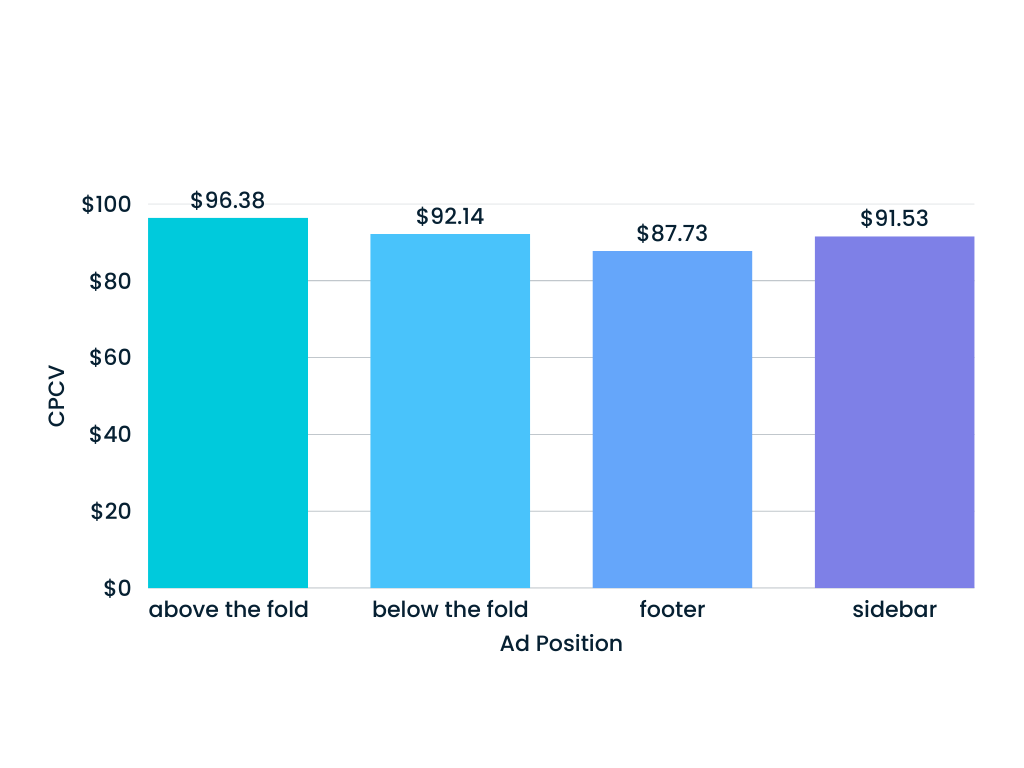 $96.38
$92.14
$87.73
$91.53
$100
$80
$60
$40
$20
$0
CPCV
above the fold
below the fold
footer
sidebar
Ad Position